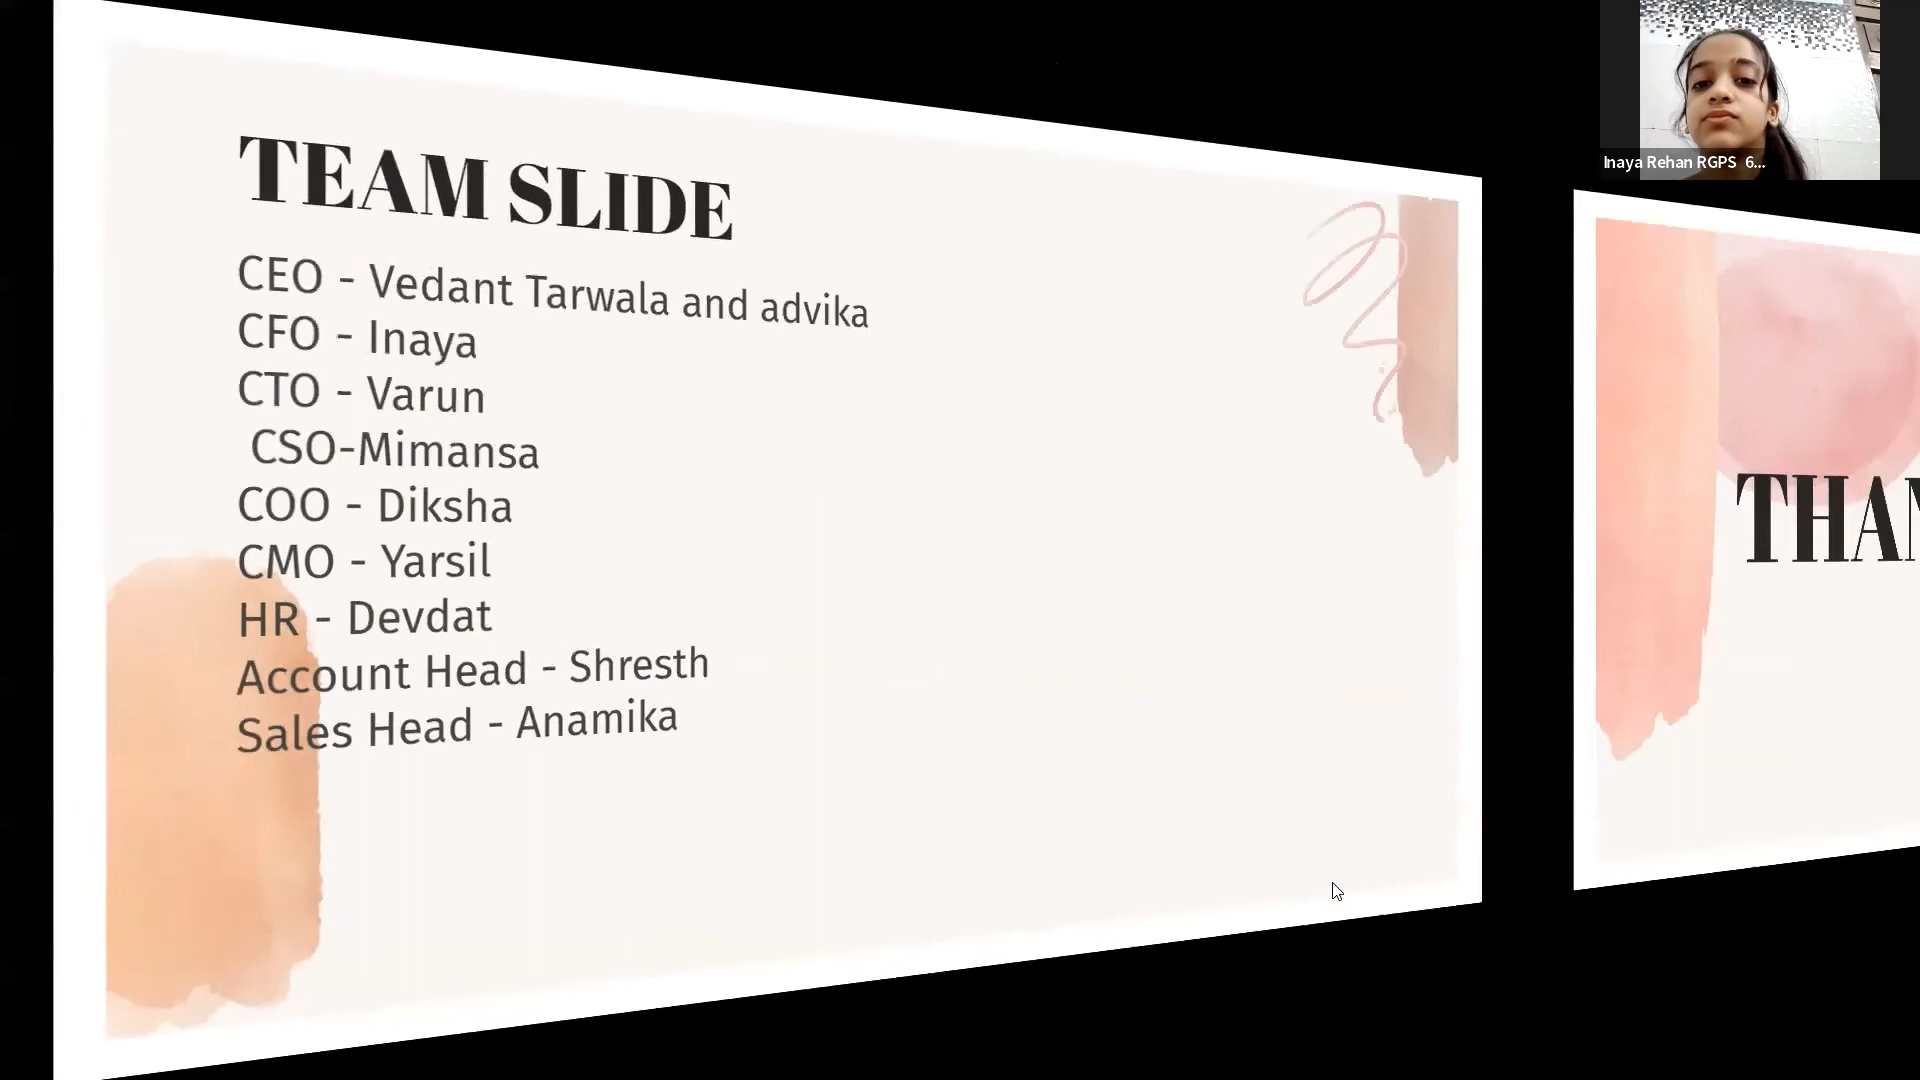 TEAM SLIDE
CEO - Vedant Tarwala and advika
CFO - Inaya
CTO - Varun
CSO-Mimansa
COO - Diksha
CMO - Yarsil
HR - Devdat
Account Head - Shresth
Sales Head - Anamika
Inaya Rehan RGPS 6...
THAN